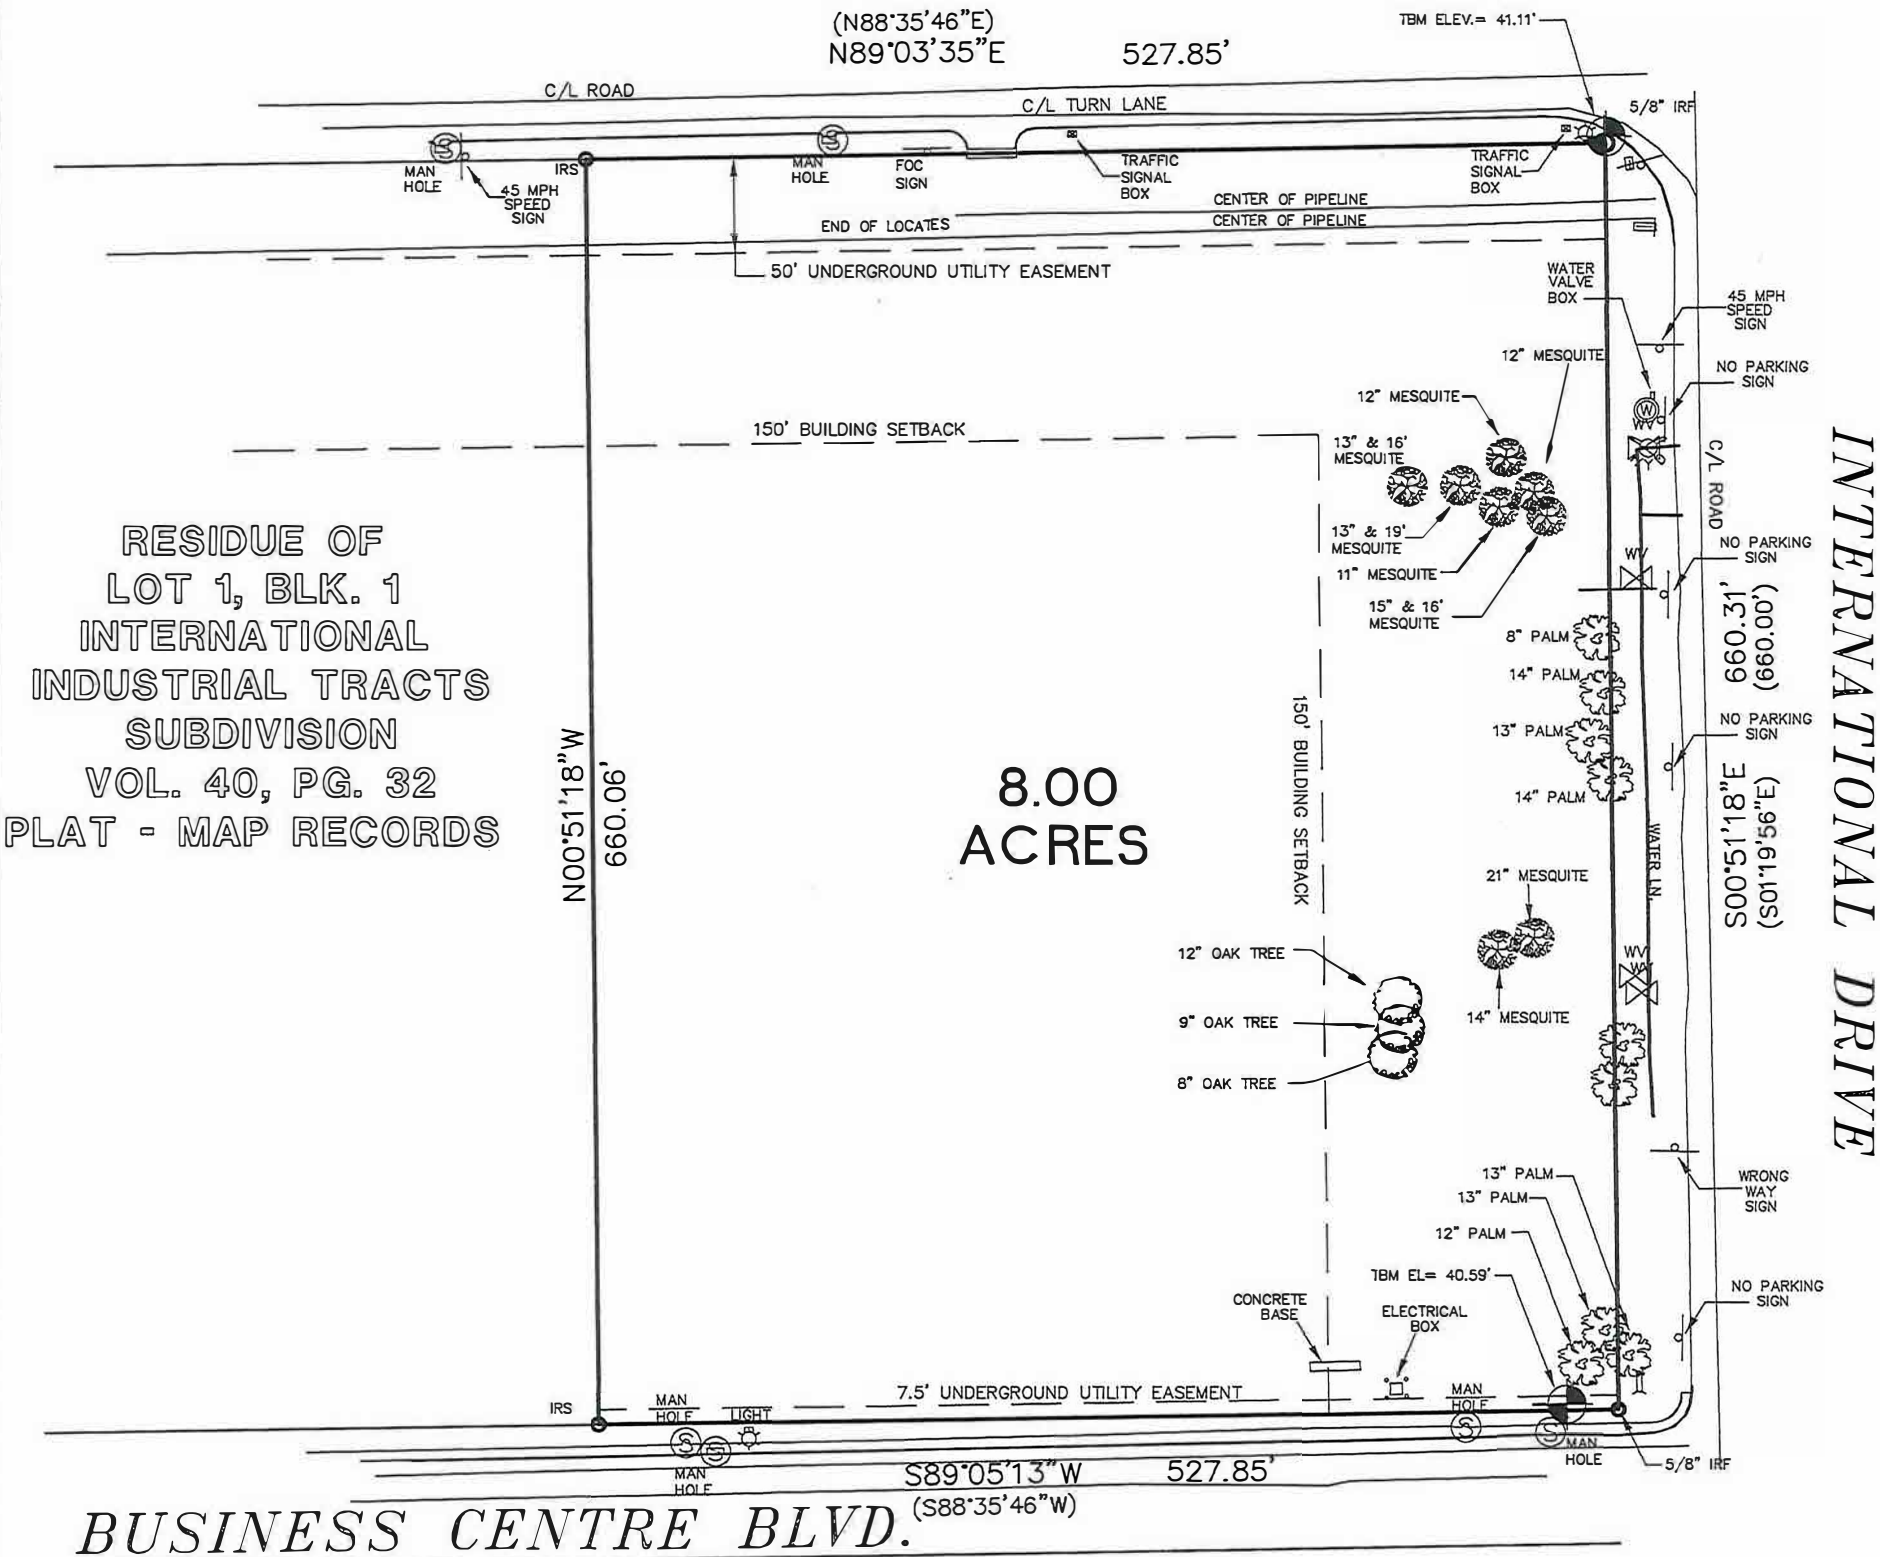 (N88°35'46"E)
N89°03'35"E 527.85'
TBM ELEV.= 41.11'
C/L ROAD
C/L TURN LANE
5/8" IRF
MAN
HOLE
45 MPH
SPEED
SIGN
IRS
MAN
HOLE
FOC
SIGN
TRAFFIC
SIGNAL
BOX
TRAFFIC
SIGNAL
BOX
CENTER OF PIPELINE
END OF LOCATES
CENTER OF PIPELINE
50' UNDERGROUND UTILITY EASEMENT
WATER
VALVE
BOX
45 MPH
SPEED
SIGN
12" MESQUITE
NO PARKING
SIGN
12" MESQUITE
W
WV
150' BUILDING SETBACK
13" & 16'
MESQUITE
C/L ROAD
13" & 19'
MESQUITE
11" MESQUITE
15" & 16'
MESQUITE
WV
NO PARKING
SIGN
RESIDUE OF
LOT 1, BLK. 1
INTERNATIONAL
INDUSTRIAL TRACTS
SUBDIVISION
VOL. 40, PG. 32
PLAT - MAP RECORDS
8" PALM
14" PALM
13" PALM
14" PALM
660.31'
(660.00')
NO PARKING
SIGN
INTERNATIONAL DRIVE
N00°51'18"W
660.06'
8.00
ACRES
150' BUILDING SETBACK
WATER LN.
S00°51'18"E
(S01°19'56"E)
21" MESQUITE
12" OAK TREE
9" OAK TREE
8" OAK TREE
14" MESQUITE
WV
WV
13" PALM
13" PALM
12" PALM
WRONG
WAY
SIGN
TBM EL= 40.59'
CONCRETE
BASE
ELECTRICAL
BOX
NO PARKING
SIGN
IRS
MAN
HOLE
LIGHT
7.5' UNDERGROUND UTILITY EASEMENT
MAN
HOLE
S
S
S
S
S
S
MAN
HOLE
MAN
HOLE
5/8" IRF
S89°05'13"W 527.85'
(S88°35'46"W)
BUSINESS CENTRE BLVD.